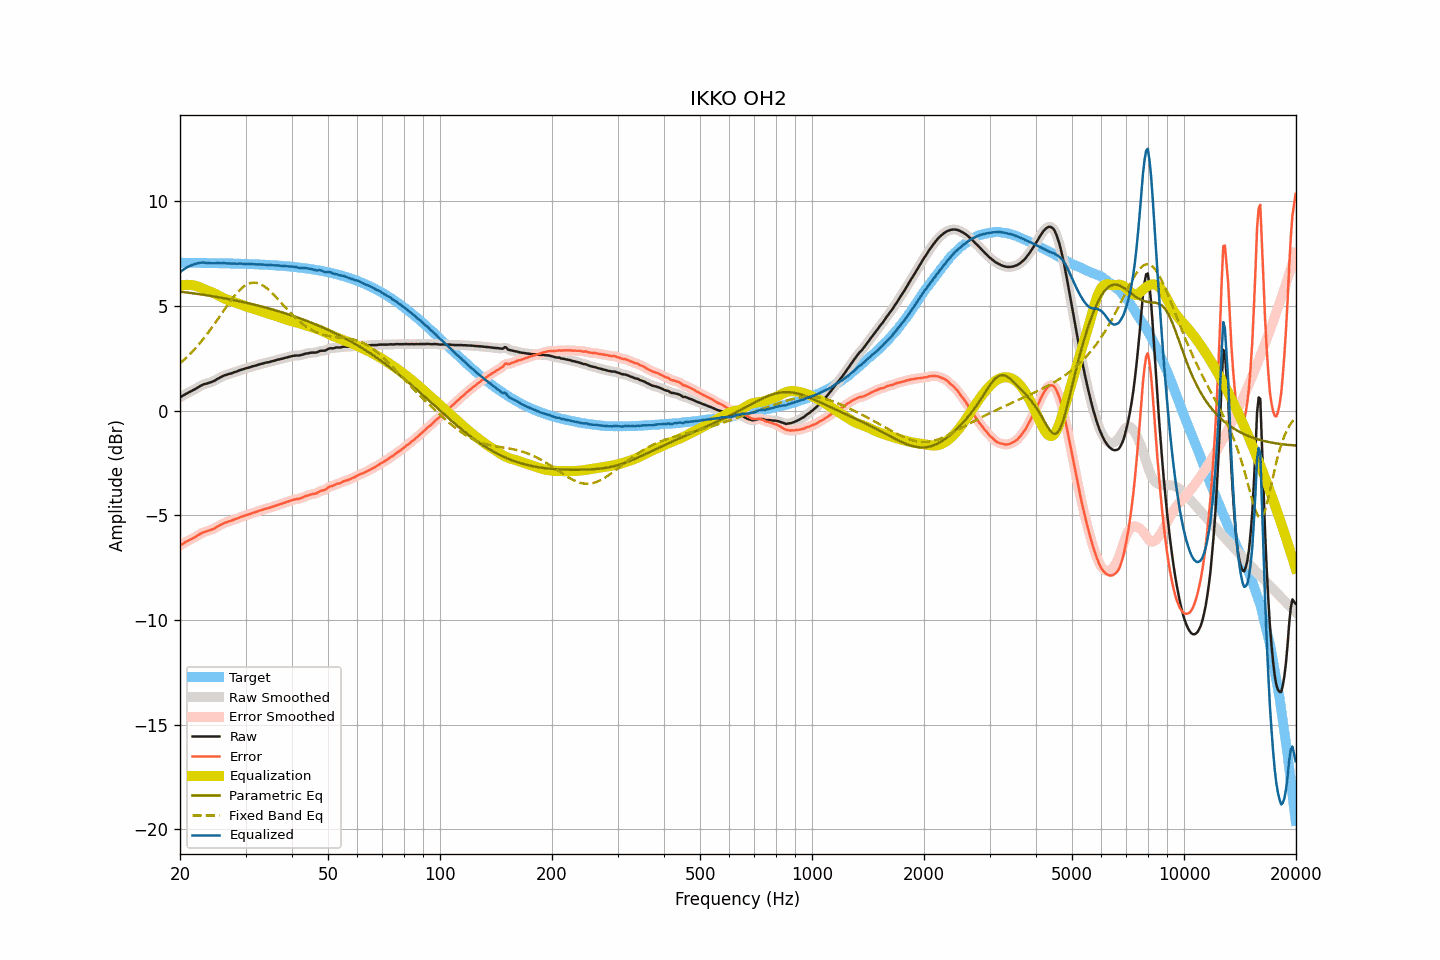 IKKO OH2
Amplitude (dBr)
10
5
0
−5
−10
−15
−20
Target
Raw Smoothed
Error Smoothed
Raw
Error
Equalization
Parametric Eq
Fixed Band Eq
Equalized
20 50 100 200 500 1000 2000 5000 10000 20000
Frequency (Hz)